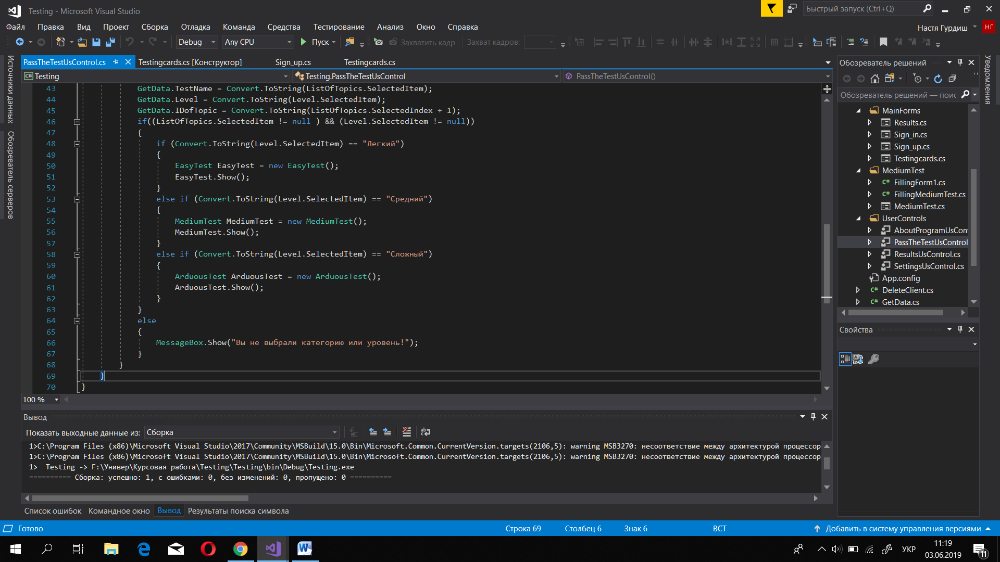 Testing - Microsoft Visual Studio
Быстрый запуск (Ctrl+Q)
Файл Правка Вид Проект Сборка Отладка Команда Средства Тестирование Анализ Окно Справка
Настя Гурдиш НГ
Debug Any CPU Пуск Захватить кадр Захват кадров:
Источники данных
Обозреватель серверов
PassTheTestUsControl.cs Testingcards.cs [Конструктор] Sign_up.cs Testingcards.cs
Testing Testing.PassTheTestUsControl PassTheTestUsControl()
43 GetData.TestName = Convert.ToString(ListOfTopics.SelectedItem);
44 GetData.Level = Convert.ToString(Level.SelectedItem);
45 GetData.IDofTopic = Convert.ToString(ListOfTopics.SelectedIndex + 1);
46 if((ListOfTopics.SelectedItem != null ) && (Level.SelectedItem != null))
47 {
48 if (Convert.ToString(Level.SelectedItem) == "Легкий")
49 {
50 EasyTest EasyTest = new EasyTest();
51 EasyTest.Show();
52 }
53 else if (Convert.ToString(Level.SelectedItem) == "Средний")
54 {
55 MediumTest MediumTest = new MediumTest();
56 MediumTest.Show();
57 }
58 else if (Convert.ToString(Level.SelectedItem) == "Сложный")
59 {
60 ArduousTest ArduousTest = new ArduousTest();
61 ArduousTest.Show();
62 }
63 }
64 else
65 {
66 MessageBox.Show("Вы не выбрали категорию или уровень!");
67 }
68 }
69 }
70 }
100 %
Вывод
Показать выходные данные из: Сборка
1>C:\Program Files (x86)\Microsoft Visual Studio\2017\Community\MSBuild\15.0\Bin\Microsoft.Common.CurrentVersion.targets(2106,5): warning MSB3270: несоответствие между архитектурой процессор
1>C:\Program Files (x86)\Microsoft Visual Studio\2017\Community\MSBuild\15.0\Bin\Microsoft.Common.CurrentVersion.targets(2106,5): warning MSB3270: несоответствие между архитектурой процессор
1> Testing -> F:\Универ\Курсовая работа\Testing\Testing\bin\Debug\Testing.exe
========== Сборка: успешно: 1, с ошибками: 0, без изменений: 0, пропущено: 0 ==========
Список ошибок Командное окно Вывод Результаты поиска символа
Обозреватель решений
Обозреватель решений — поис
MainForms
Results.cs
Sign_in.cs
Sign_up.cs
Testingcards.cs
MediumTest
FillingForm1.cs
FillingMediumTest.cs
MediumTest.cs
UserControls
AboutProgramUsCont
PassTheTestUsControl
ResultsUsControl.cs
SettingsUsControl.cs
App.config
DeleteClient.cs
GetData.cs
Свойства
Уведомления
Готово Строка 69 Столбец 6 Знак 6 ВСТ Добавить в систему управления версиями
УКР
11:19
03.06.2019
11